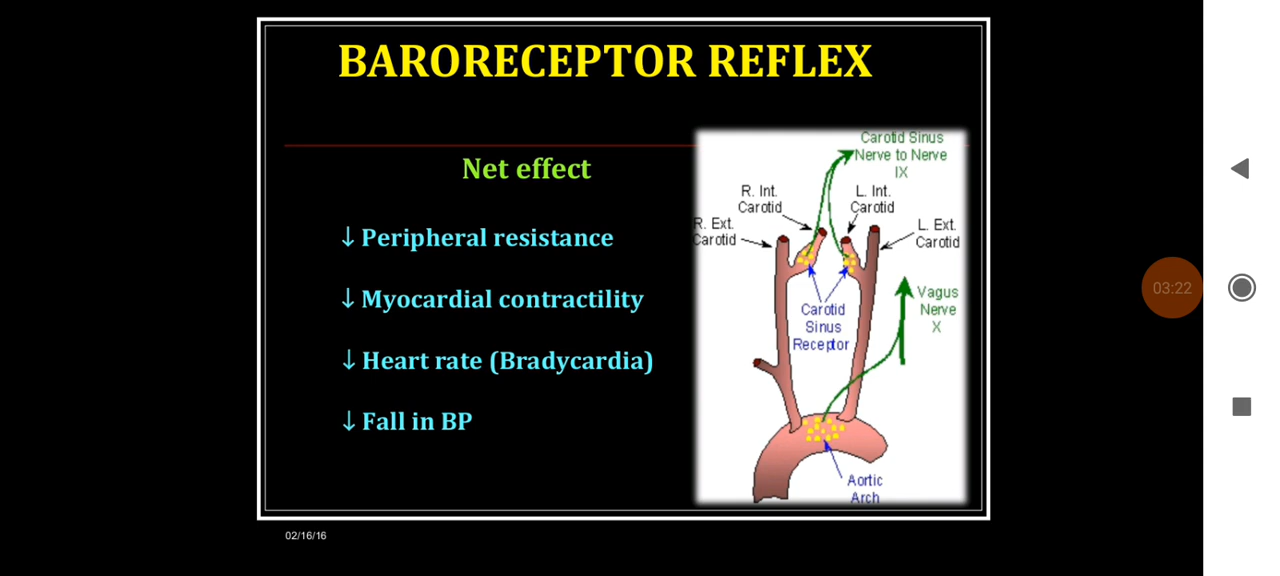 BARORECEPTOR REFLEX
Net effect
↓ Peripheral resistance
↓ Myocardial contractility
↓ Heart rate (Bradycardia)
↓ Fall in BP
Carotid Sinus
Nerve to Nerve
IX
R. Int.
Carotid
L. Int.
Carotid
R. Ext.
Carotid
L. Ext.
Carotid
Carotid
Sinus
Receptor
Vagus
Nerve
X
Aortic
Arch
03:22
02/16/16